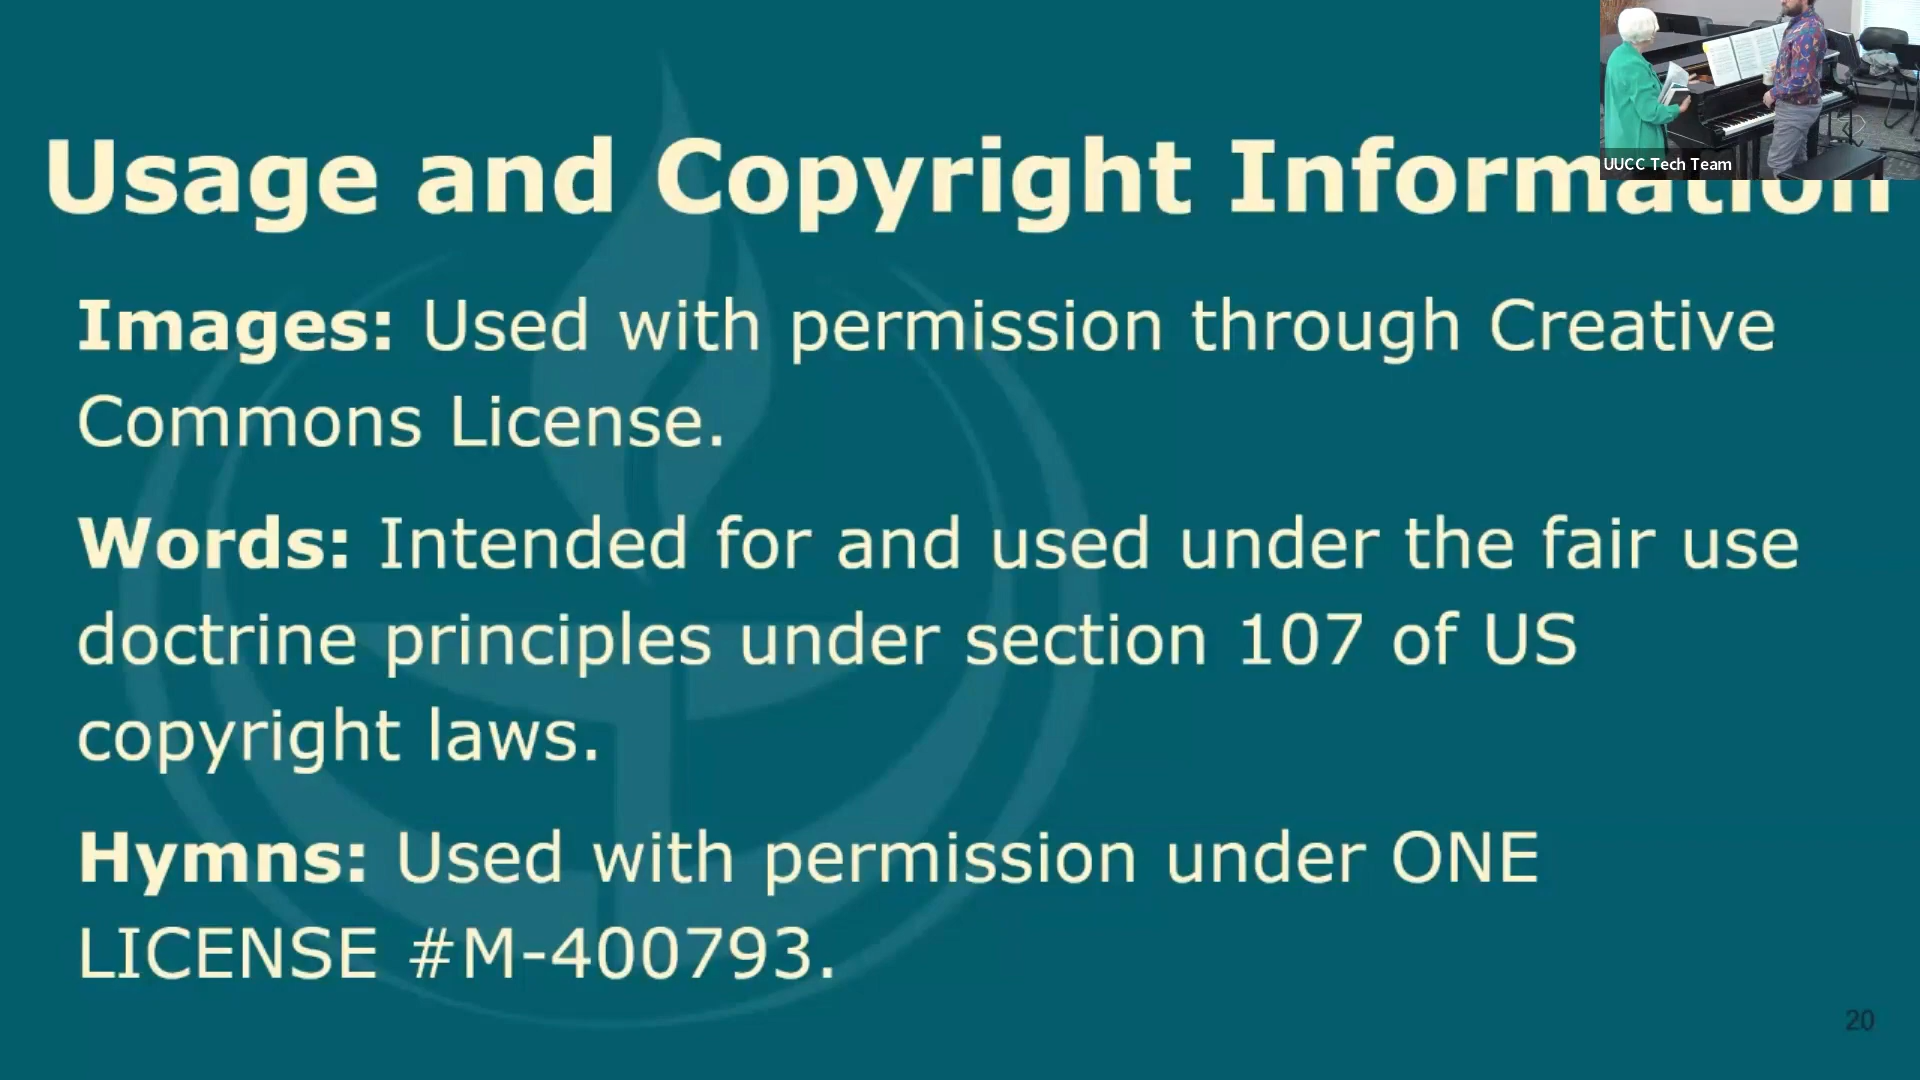 Usage and Copyright Information
UUCC Tech Team
Images: Used with permission through Creative
Commons License.
Words: Intended for and used under the fair use
doctrine principles under section 107 of US
copyright laws.
Hymns: Used with permission under ONE
LICENSE #M-400793.
20